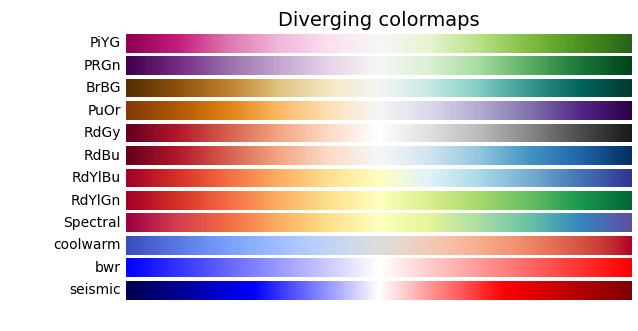 Diverging colormaps
PiYG
PRGn
BrBG
PuOr
RdGy
RdBu
RdYlBu
RdYlGn
Spectral
coolwarm
bwr
seismic